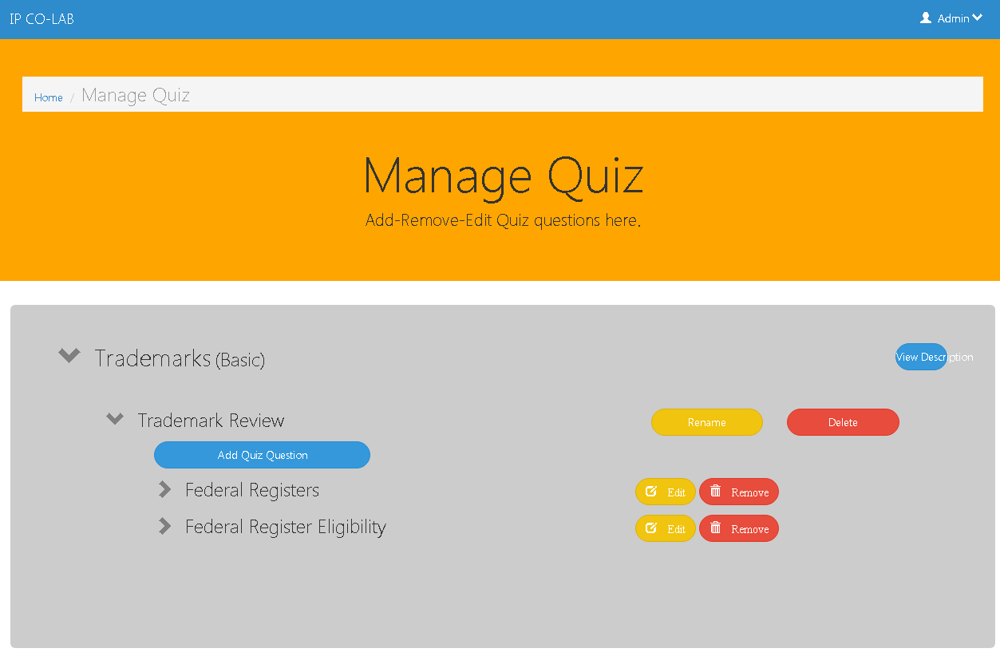 IP CO-LAB
Admin
Home / Manage Quiz
Manage Quiz
Add-Remove-Edit Quiz questions here.
Trademarks (Basic)
View Description
Trademark Review
Rename
Delete
Add Quiz Question
Federal Registers
Edit
Remove
Federal Register Eligibility
Edit
Remove